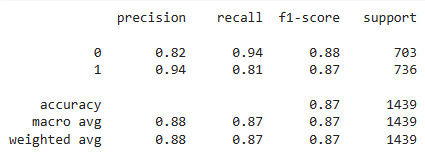 precision recall f1-score support
0 0.82 0.94 0.88 703
1 0.94 0.81 0.87 736
accuracy 0.87 1439
macro avg 0.88 0.87 0.87 1439
weighted avg 0.88 0.87 0.87 1439